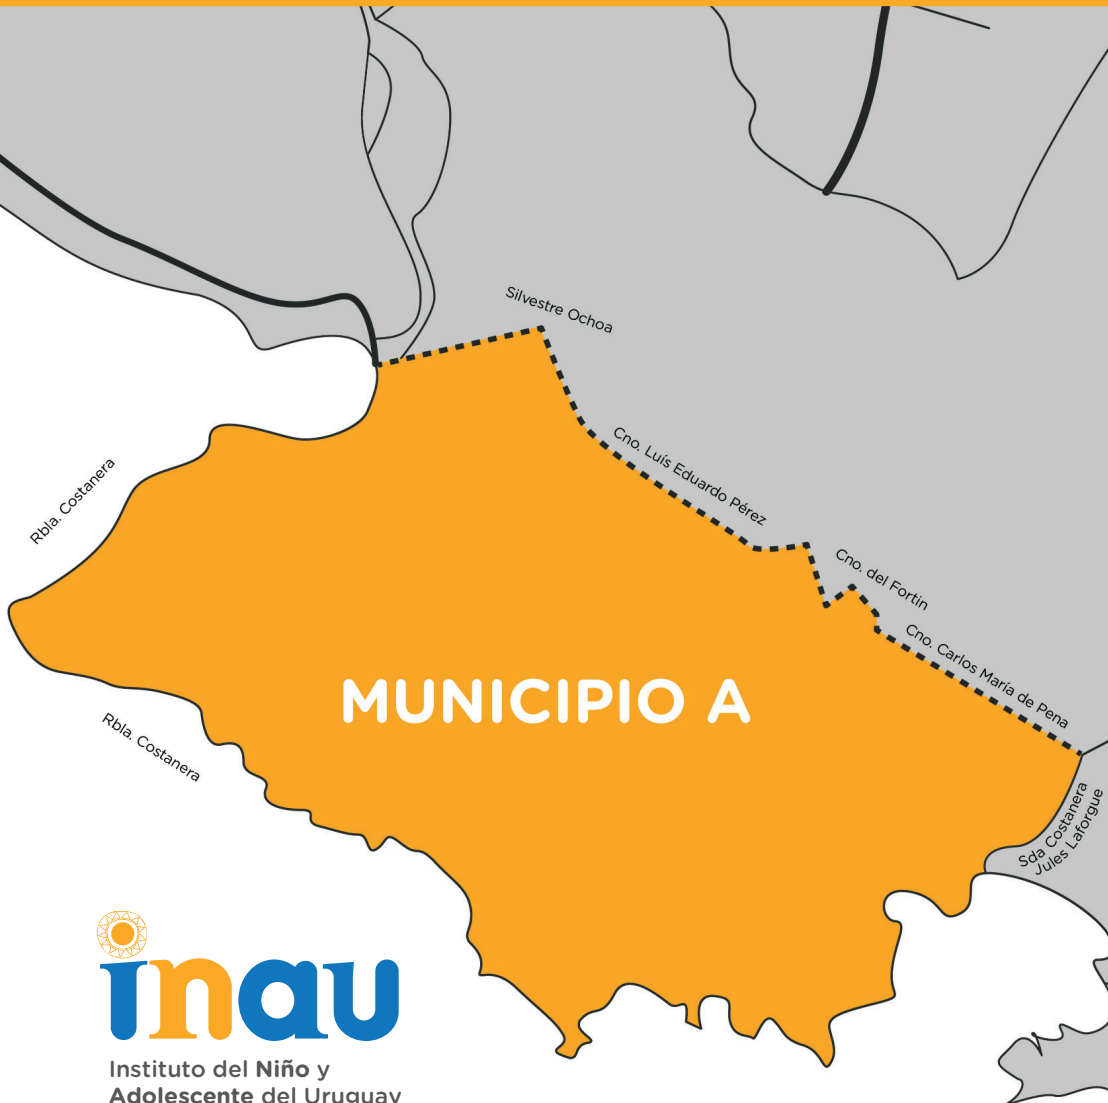 Silvestre Ochoa
Cno. Luís Eduardo Pérez
Rbla. Costanera
Cno. del Fortin
Cno. Carlos María de Pena
MUNICIPIO A
Rbla. Costanera
Sda Costanera
Jules Laforgue
inau
Instituto del Niño y
Adolescente del Uruguay